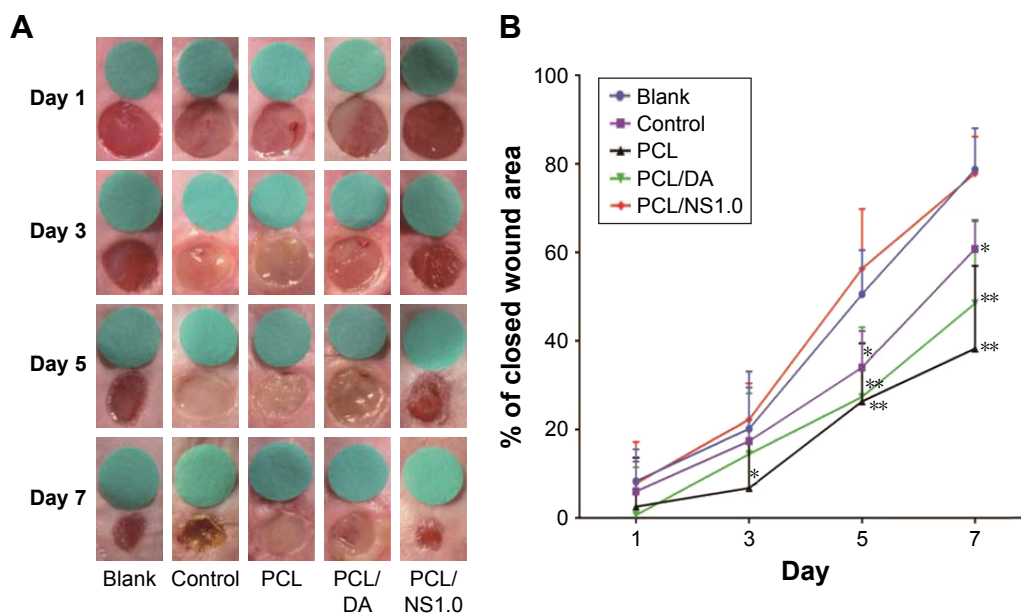 A
Day 1
Day 3
Day 5
Day 7
Blank
Control
PCL
PCL/
DA
PCL/
NS1.0
B
% of closed wound area
100
80
60
40
20
0
Blank
Control
PCL
PCL/DA
PCL/NS1.0
*
*
**
**
*
**
**
1
3
5
7
Day